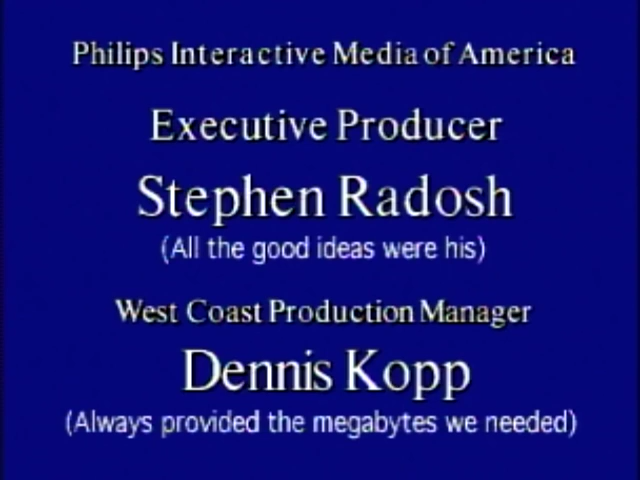 Philips Interactive Media of America
Executive Producer
Stephen Radosh
(All the good ideas were his)
West Coast Production Manager
Dennis Kopp
(Always provided the megabytes we needed)